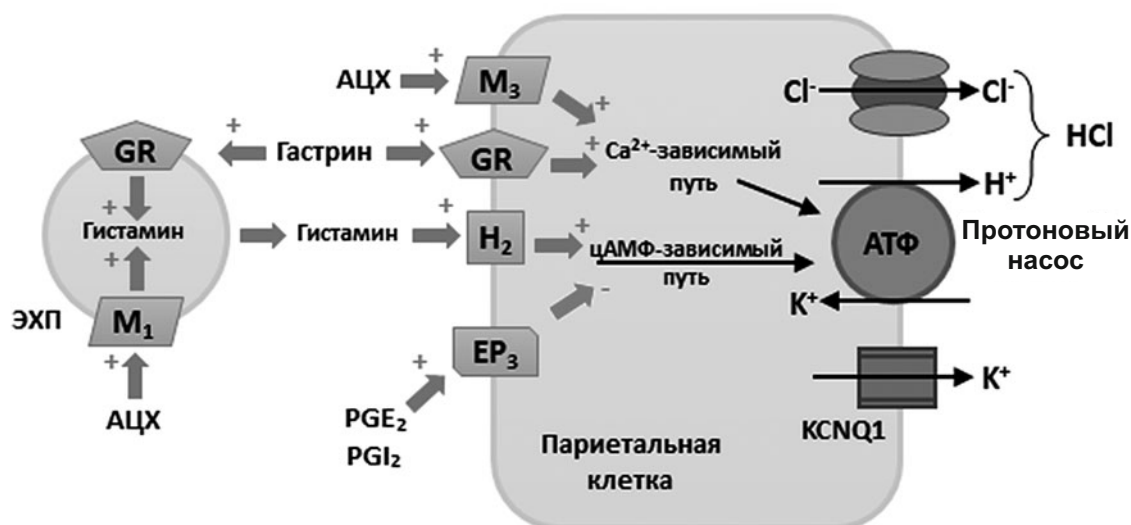 АЦХ
+
M₃
+
Cl⁻
Cl⁻
HCl
GR
+
Гастрин
+
GR
+
Ca²⁺-зависимый
путь
H⁺
+
Гистамин
+
Гистамин
+
H₂
+
цАМФ-зависимый
путь
-
АТФ
Протоновый
насос
K⁺
ЭХП
M₁
+
АЦХ
+
EP₃
PGE₂
PGI₂
Париетальная
клетка
K⁺
KCNQ1